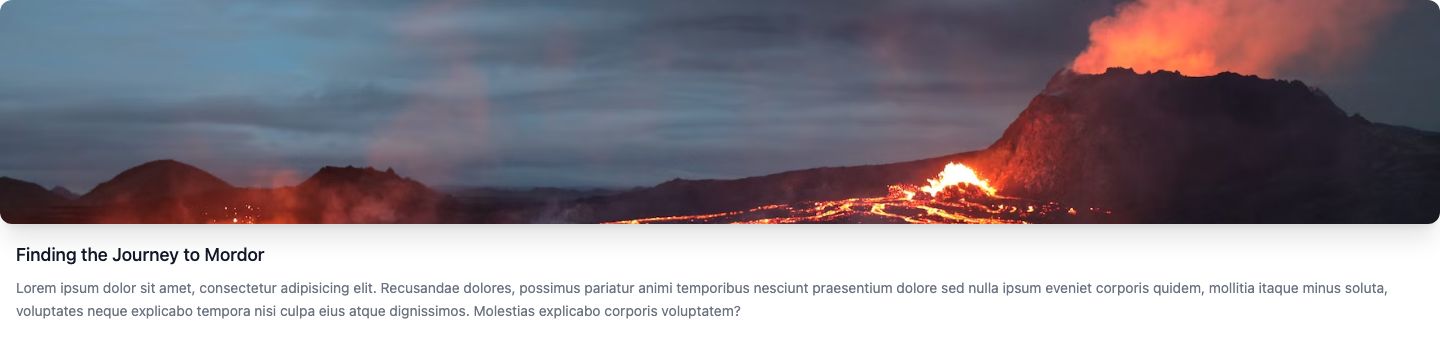 Finding the Journey to Mordor
Lorem ipsum dolor sit amet, consectetur adipisicing elit. Recusandae dolores, possimus pariatur animi temporibus nesciunt praesentium dolore sed nulla ipsum eveniet corporis quidem, mollitia itaque minus soluta,
voluptates neque explicabo tempora nisi culpa eius atque dignissimos. Molestias explicabo corporis voluptatem?